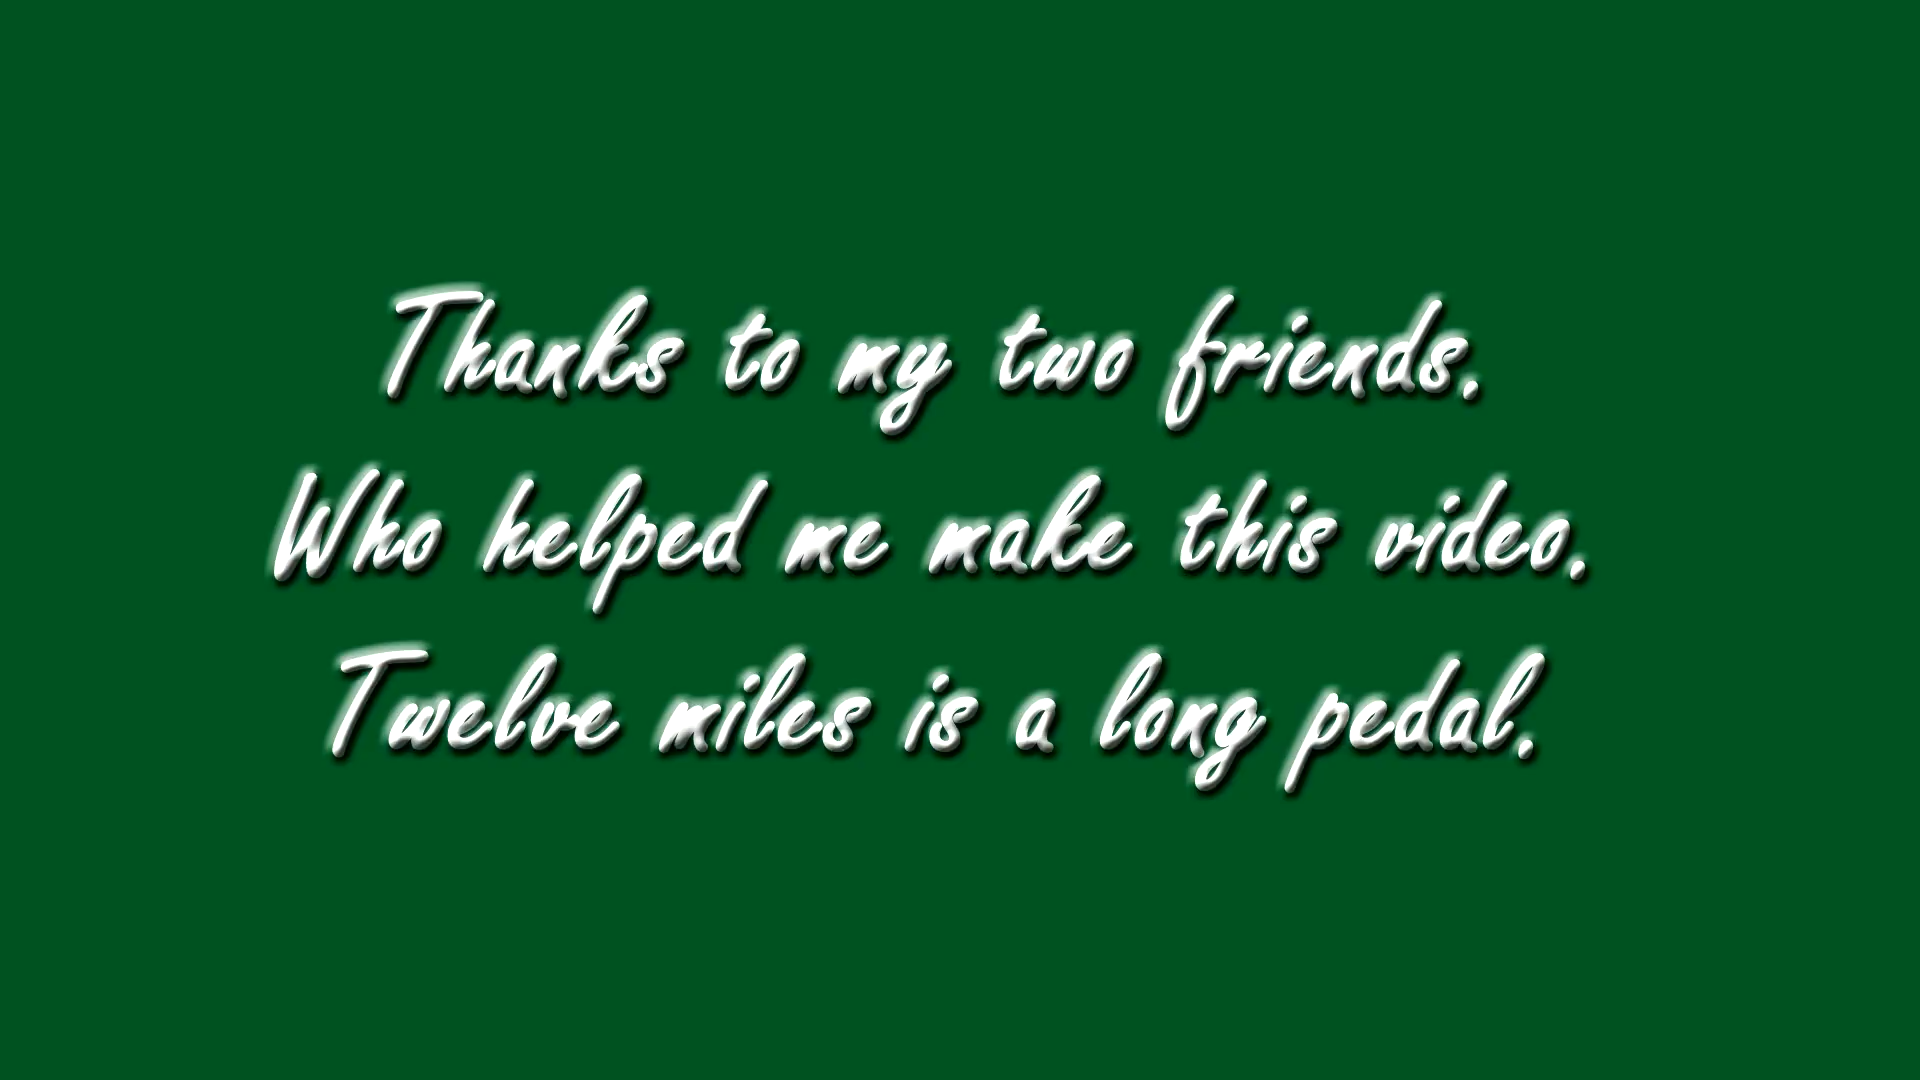 Thanks to my two friends.
Who helped me make this video.
Twelve miles is a long pedal.